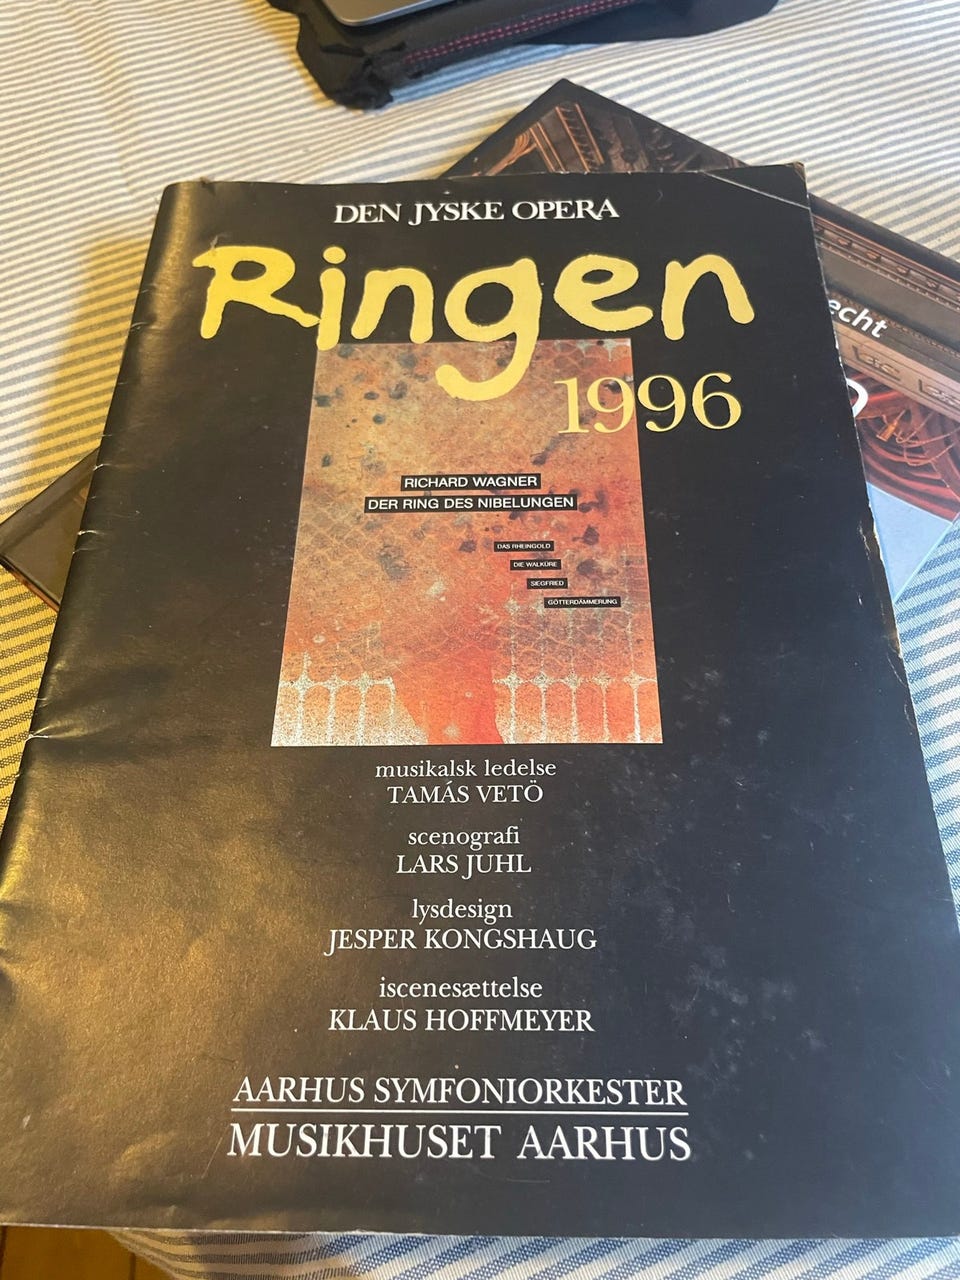 DEN JYSKE OPERA
Ringen
1996
RICHARD WAGNER
DER RING DES NIBELUNGEN
DAS RHEINGOLD
DIE WALKÜRE
SIEGFRIED
GÖTTERDÄMMERUNG
musikalsk ledelse
TAMÁS VETÖ
scenografi
LARS JUHL
lysdesign
JESPER KONGSHAUG
iscenesættelse
KLAUS HOFFMEYER
AARHUS SYMFONIORKESTER
MUSIKHUSET AARHUS
echt